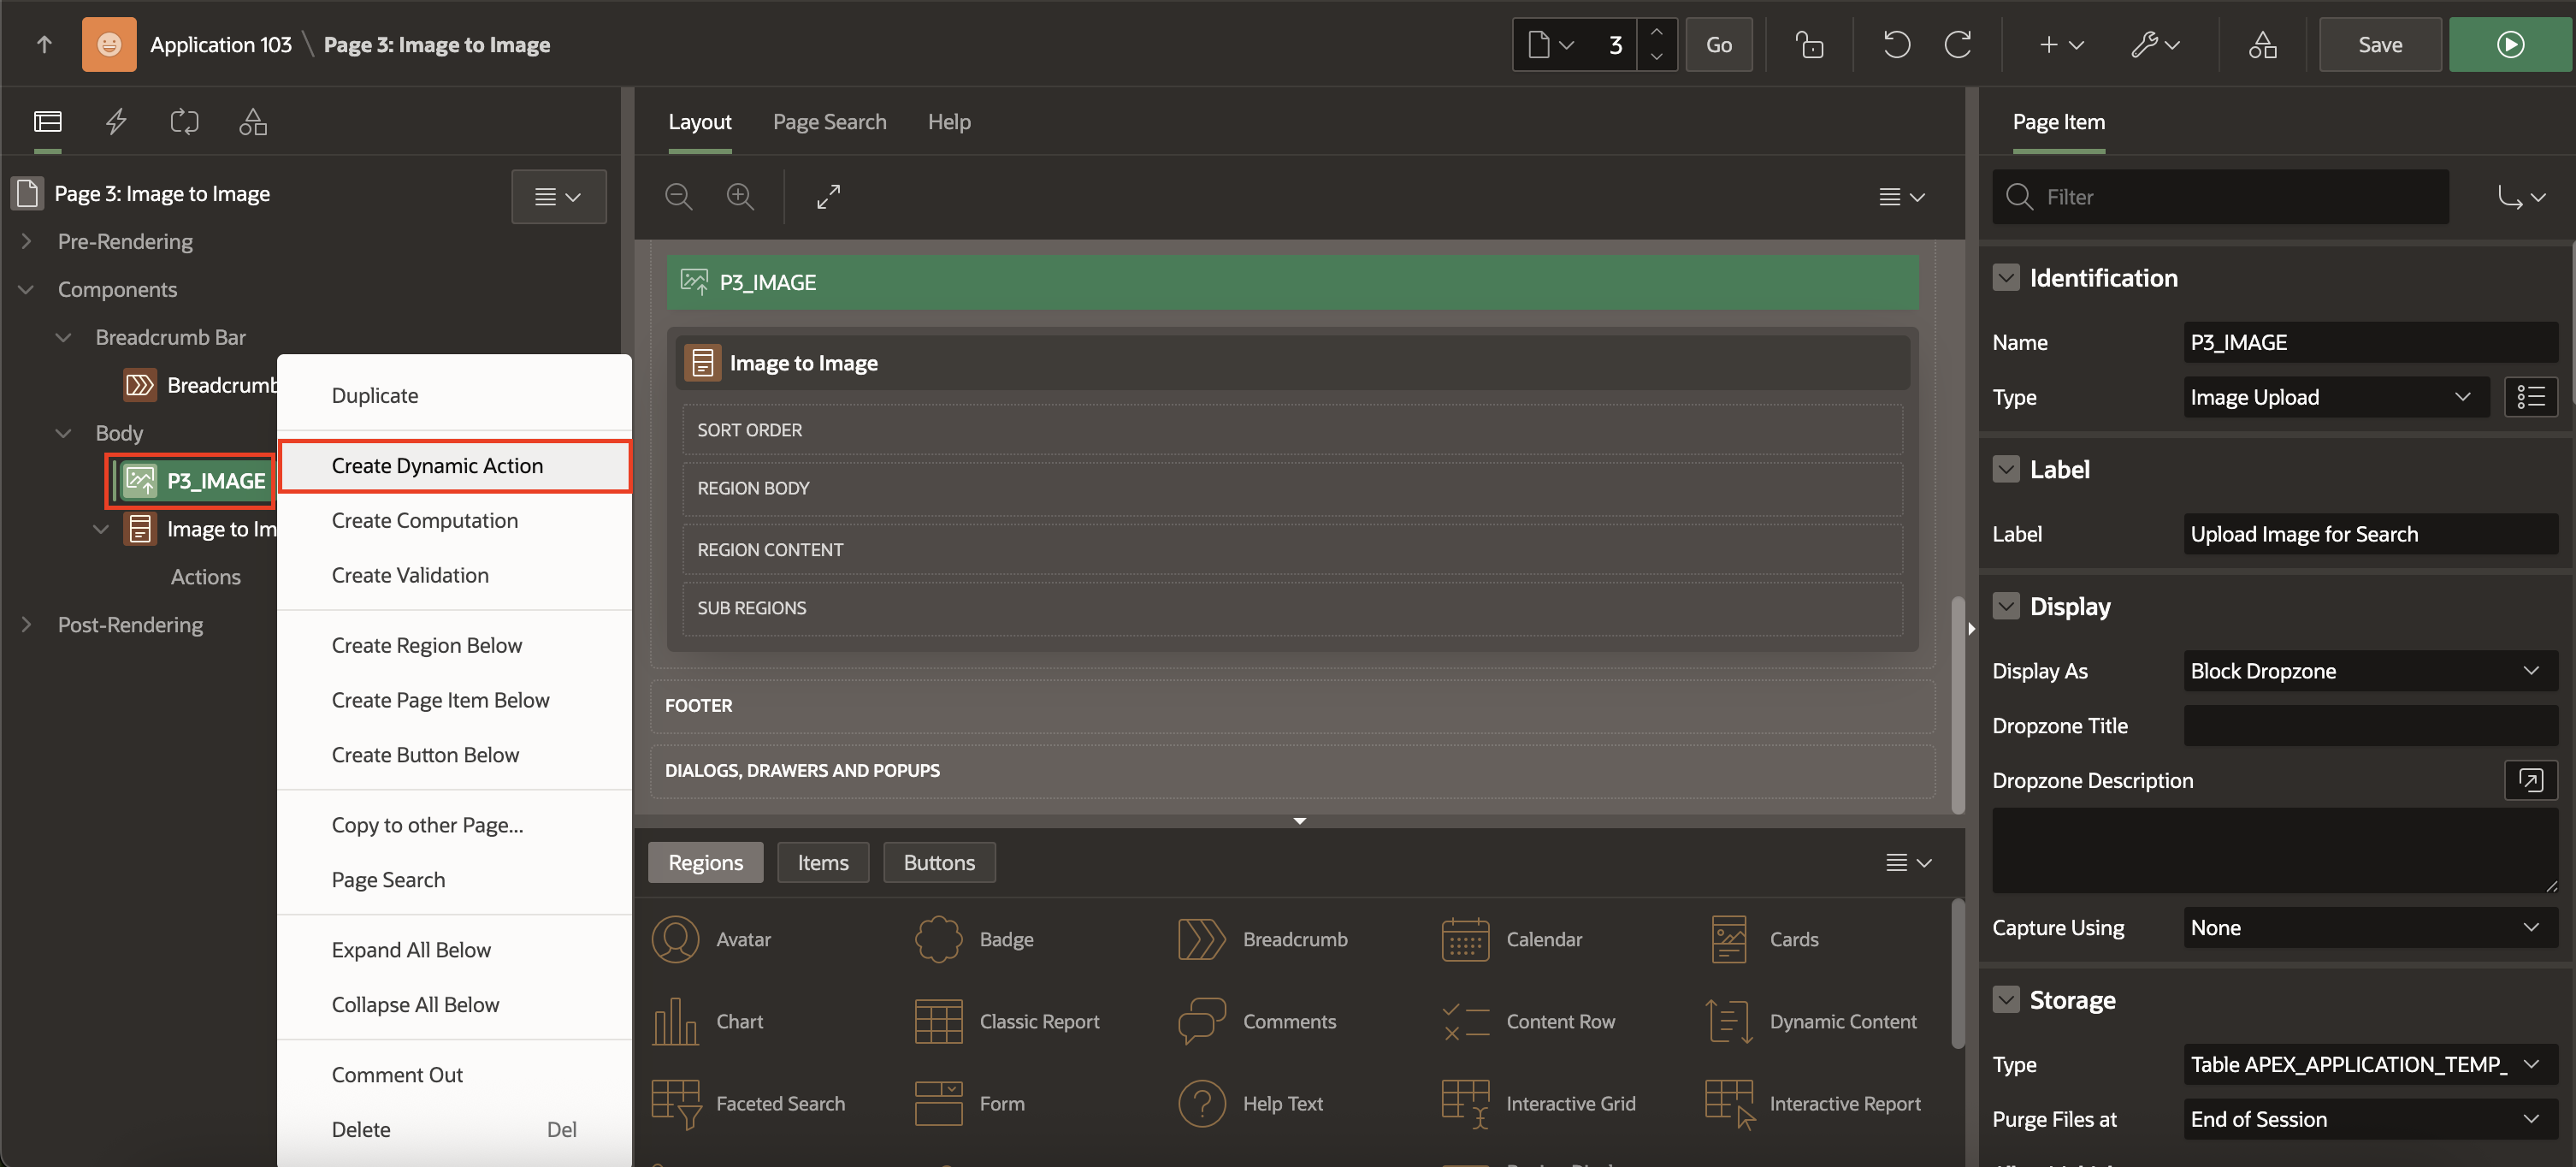 Application 103 \ Page 3: Image to Image
3
Go
Save
Page 3: Image to Image
Pre-Rendering
Components
Breadcrumb Bar
Breadcrumb
Body
P3_IMAGE
Image to Im
Actions
Post-Rendering
Duplicate
Create Dynamic Action
Create Computation
Create Validation
Create Region Below
Create Page Item Below
Create Button Below
Copy to other Page...
Page Search
Expand All Below
Collapse All Below
Comment Out
Delete Del
Layout Page Search Help
P3_IMAGE
Image to Image
SORT ORDER
REGION BODY
REGION CONTENT
SUB REGIONS
FOOTER
DIALOGS, DRAWERS AND POPUPS
Regions Items Buttons
Avatar Badge Breadcrumb Calendar Cards
Chart Classic Report Comments Content Row Dynamic Content
Faceted Search Form Help Text Interactive Grid Interactive Report
Page Item
Filter
Identification
Name P3_IMAGE
Type Image Upload
Label
Label Upload Image for Search
Display
Display As Block Dropzone
Dropzone Title
Dropzone Description
Capture Using None
Storage
Type Table APEX_APPLICATION_TEMP_
Purge Files at End of Session